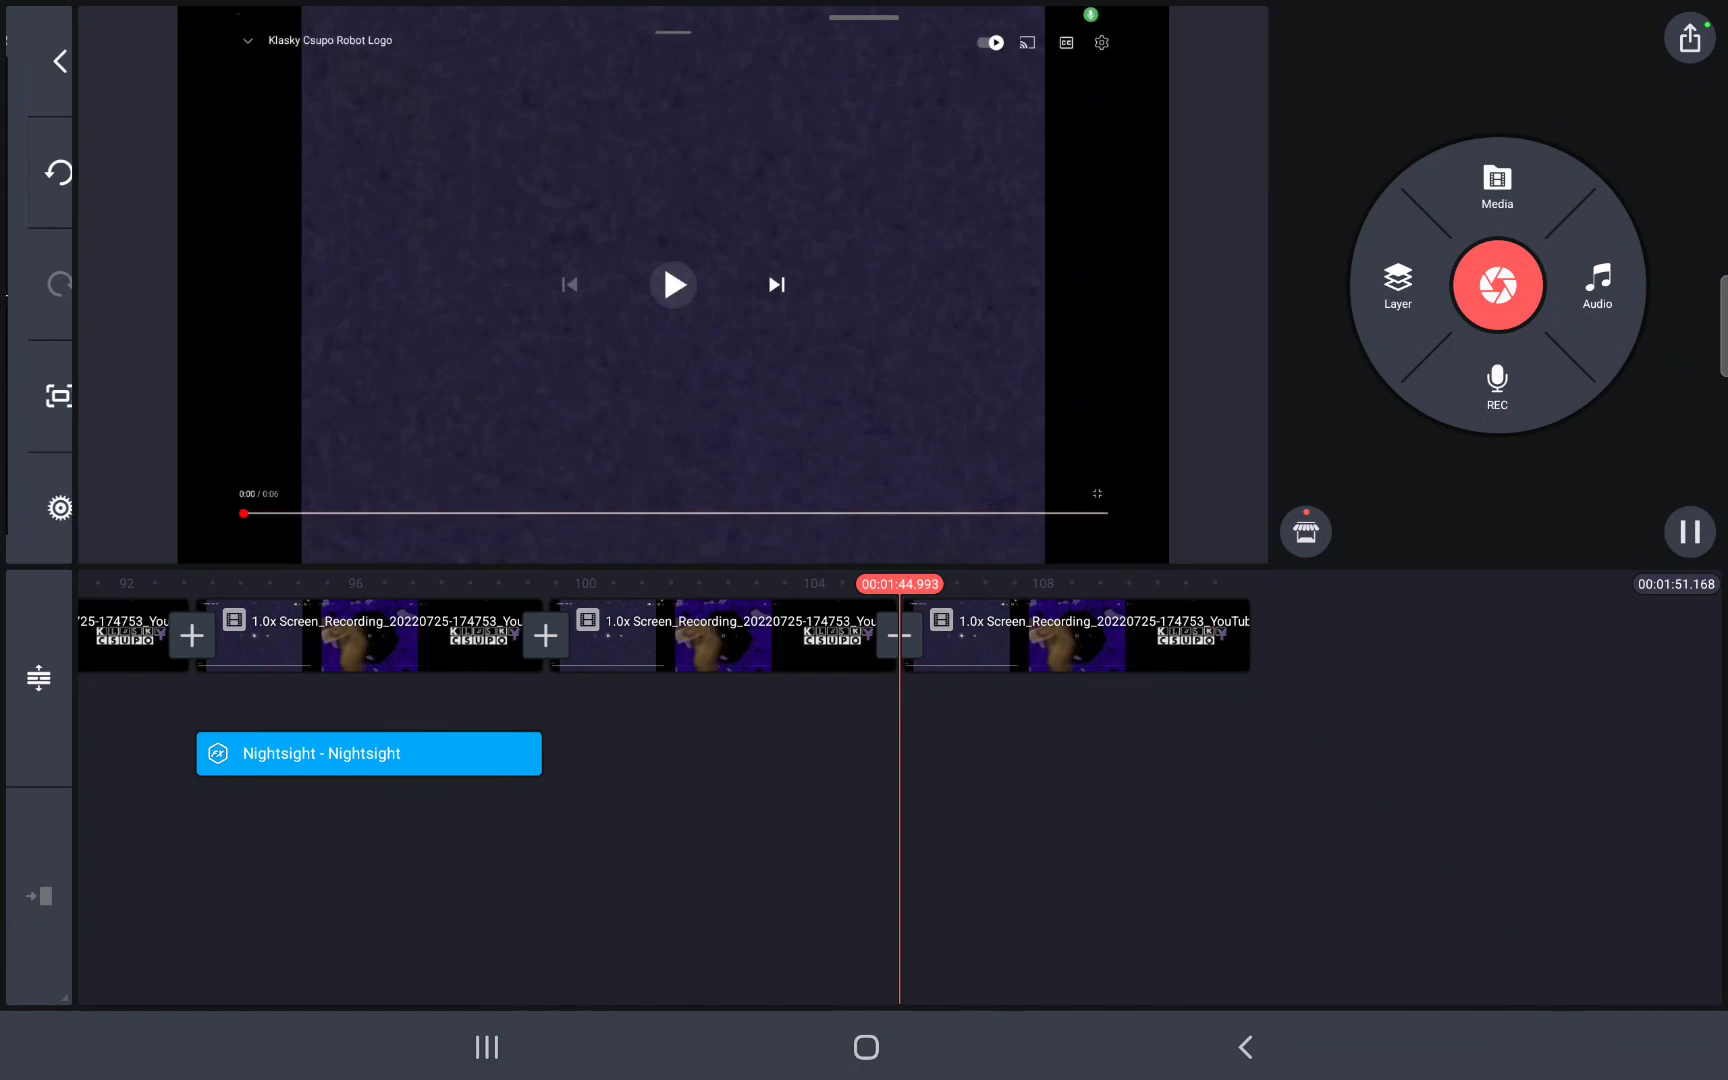 Klasky Csupo Robot Logo
CC
Media
Layer
Audio
REC
0:00 / 0:06
92
96
100
104
00:01:44.993
108
00:01:51.168
'25-174753_You
KLASKY
CSUPO
1.0x Screen_Recording_20220725-174753_You
KLASKY
CSUPO
1.0x Screen_Recording_20220725-174753_You
KLASKY
CSUPO
1.0x Screen_Recording_20220725-174753_YouTub
KLASKY
CSUPO
FX
Nightsight - Nightsight